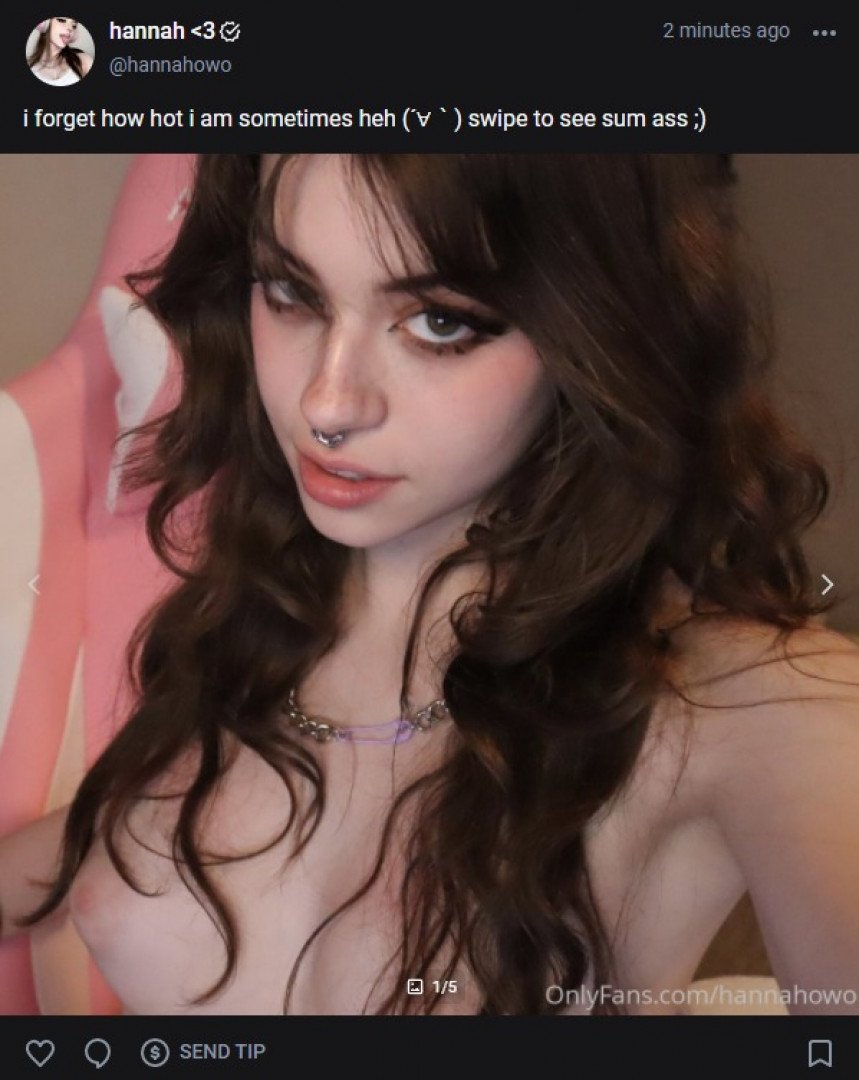 hannah <3
2 minutes ago
@hannahowo
i forget how hot i am sometimes heh (´∀｀) swipe to see sum ass ;)
1/5
OnlyFans.com/hannahowo
SEND TIP